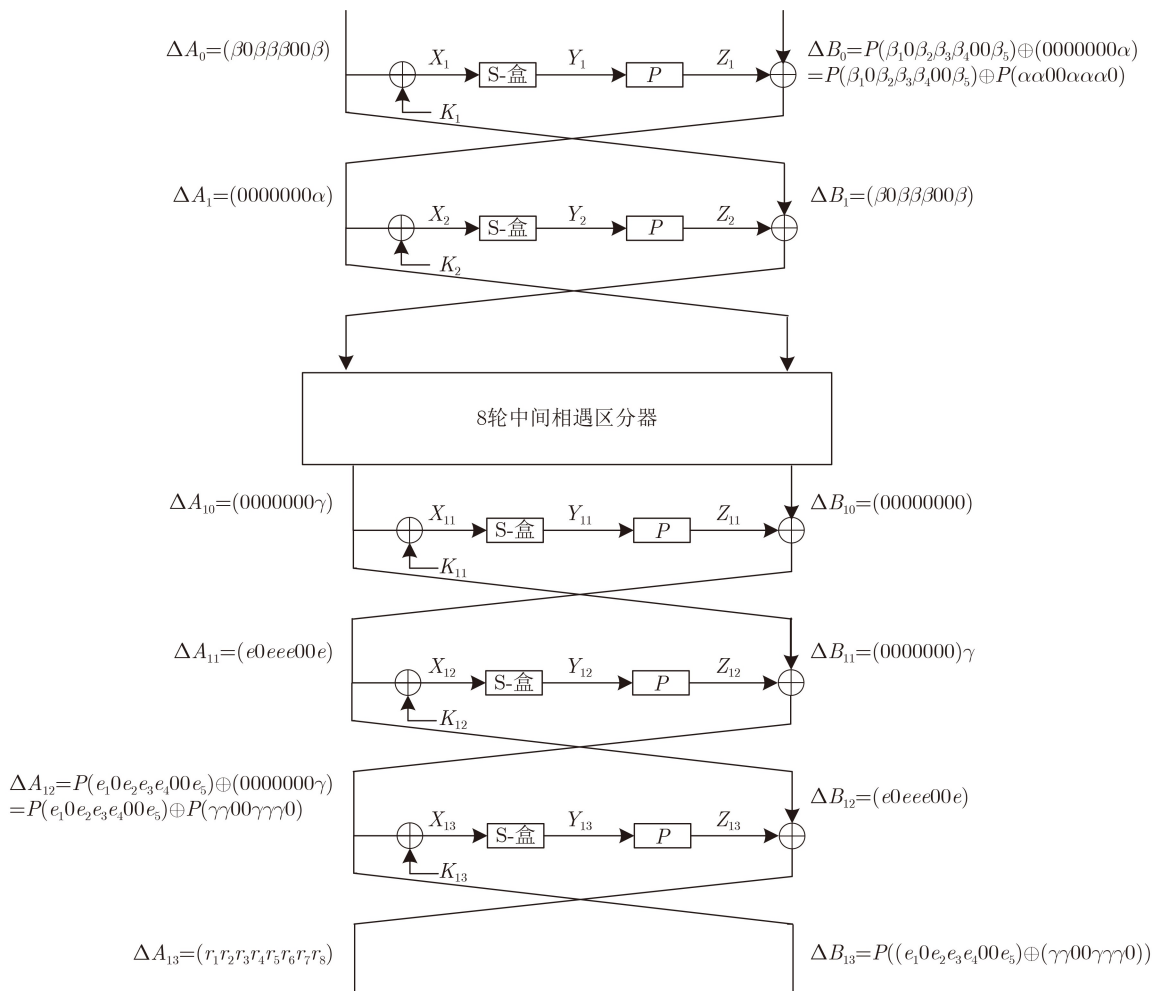 ΔA₀=(β0βββ00β)
X₁ S-盒 Y₁ P Z₁
ΔB₀=P(β₁0β₂β₃β₄00β₅)⊕(0000000α)
=P(β₁0β₂β₃β₄00β₅)⊕P(αα00ααα0)
K₁
ΔA₁=(0000000α)
X₂ S-盒 Y₂ P Z₂
ΔB₁=(β0βββ00β)
K₂
8轮中间相遇区分器
ΔA₁₀=(0000000γ)
X₁₁ S-盒 Y₁₁ P Z₁₁
ΔB₁₀=(00000000)
K₁₁
ΔA₁₁=(e0eee00e)
X₁₂ S-盒 Y₁₂ P Z₁₂
ΔB₁₁=(0000000)γ
K₁₂
ΔA₁₂=P(e₁0e₂e₃e₄00e₅)⊕(0000000γ)
=P(e₁0e₂e₃e₄00e₅)⊕P(γγ00γγγ0)
X₁₃ S-盒 Y₁₃ P Z₁₃
ΔB₁₂=(e0eee00e)
K₁₃
ΔA₁₃=(r₁r₂r₃r₄r₅r₆r₇r₈)
ΔB₁₃=P((e₁0e₂e₃e₄00e₅)⊕(γγ00γγγ0))